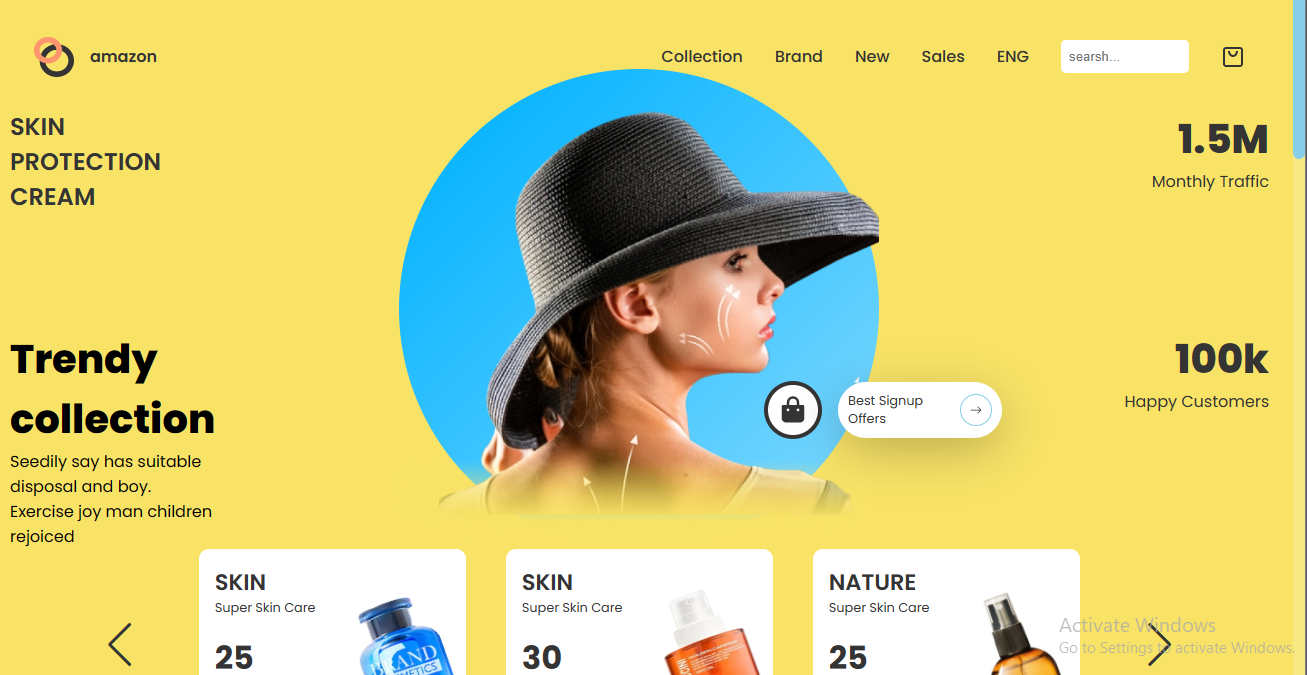 amazon
Collection
Brand
New
Sales
ENG
searsh...
SKIN
PROTECTION
CREAM
1.5M
Monthly Traffic
Trendy
collection
Seedily say has suitable
disposal and boy.
Exercise joy man children
rejoiced
100k
Happy Customers
Best Signup
Offers
SKIN
Super Skin Care
25
BRAND
COSMETICS
SKIN
Super Skin Care
30
NATURE
Super Skin Care
25
Activate Windows
Go to Settings to activate Windows.